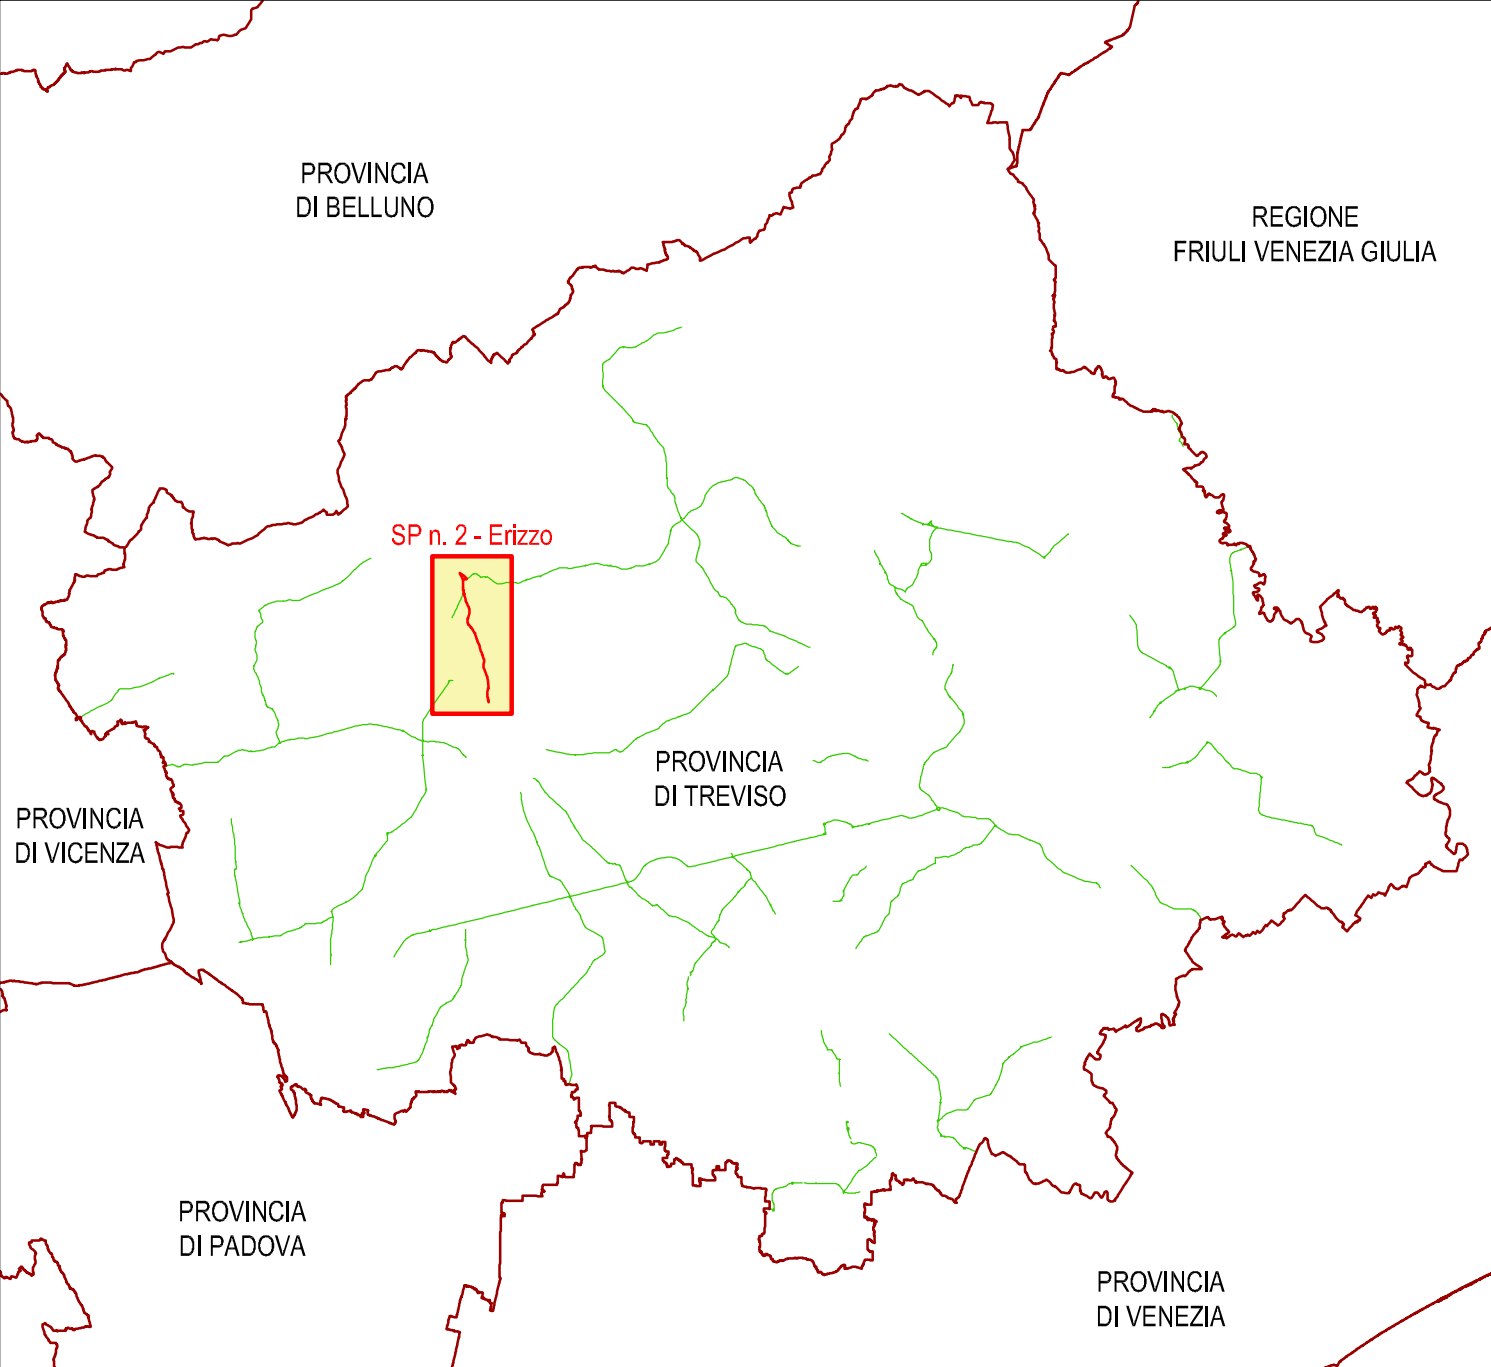 PROVINCIA
DI BELLUNO
REGIONE
FRIULI VENEZIA GIULIA
SP n. 2 - Erizzo
PROVINCIA
DI TREVISO
PROVINCIA
DI VICENZA
PROVINCIA
DI PADOVA
PROVINCIA
DI VENEZIA